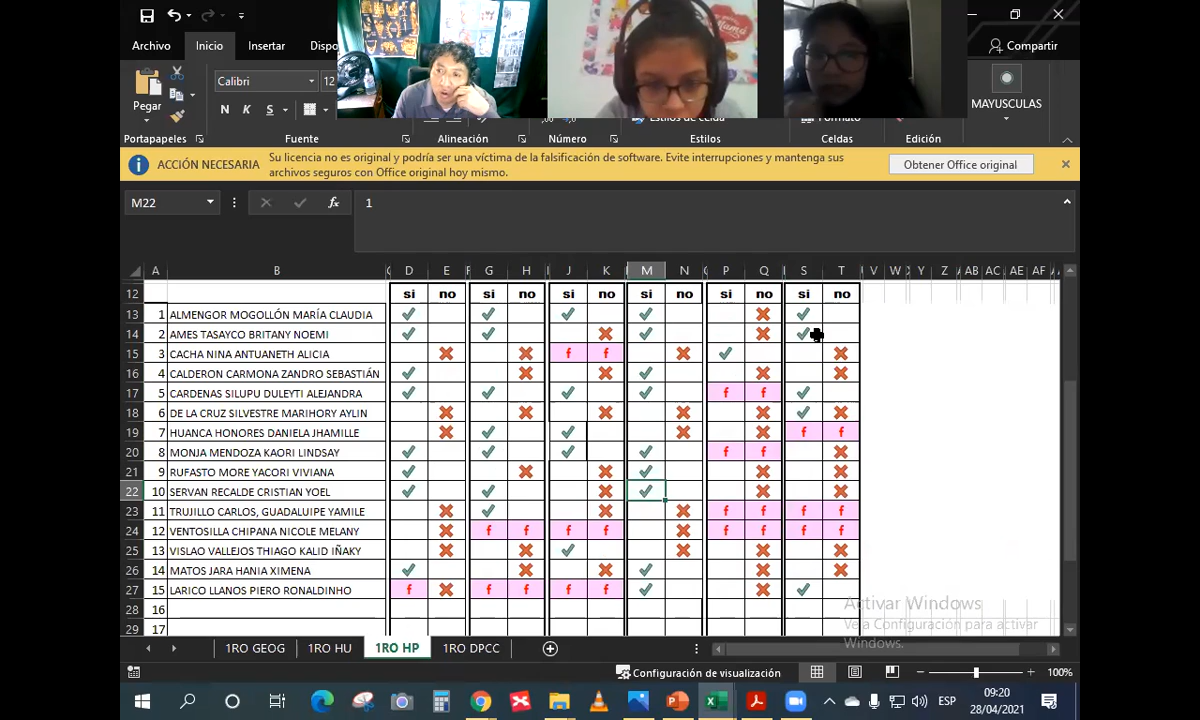 Archivo Inicio Insertar Dispo Compartir
Pegar Calibri 12 MAYUSCULAS
N K S
Estilos de celda Formato
Portapapeles Fuente Alineación Número Estilos Celdas Edición
ACCIÓN NECESARIA Su licencia no es original y podría ser una víctima de la falsificación de software. Evite interrupciones y mantenga sus archivos seguros con Office original hoy mismo. Obtener Office original
M22 fx 1
A B D E G H J K M N P Q S T V W Y Z AB AC AE AF
12 si no si no si no si no si no si no
13 1 ALMENGOR MOGOLLÓN MARÍA CLAUDIA
14 2 AMES TASAYCO BRITANY NOEMI
15 3 CACHA NINA ANTUANETH ALICIA f f
16 4 CALDERON CARMONA ZANDRO SEBASTIÁN
17 5 CARDENAS SILUPU DULEYTI ALEJANDRA f f
18 6 DE LA CRUZ SILVESTRE MARIHORY AYLIN
19 7 HUANCA HONORES DANIELA JHAMILLE f f
20 8 MONJA MENDOZA KAORI LINDSAY f f
21 9 RUFASTO MORE YACORI VIVIANA
22 10 SERVAN RECALDE CRISTIAN YOEL
23 11 TRUJILLO CARLOS, GUADALUIPE YAMILE f f f f
24 12 VENTOSILLA CHIPANA NICOLE MELANY f f f f f f f f
25 13 VISLAO VALLEJOS THIAGO KALID IÑAKY
26 14 MATOS JARA HANIA XIMENA
27 15 LARICO LLANOS PIERO RONALDINHO f f f f f
28 16
29 17
Activar Windows
Ve a Configuración para activar
Windows.
1RO GEOG 1RO HU 1RO HP 1RO DPCC
Configuración de visualización 100%
ESP 09:20
28/04/2021